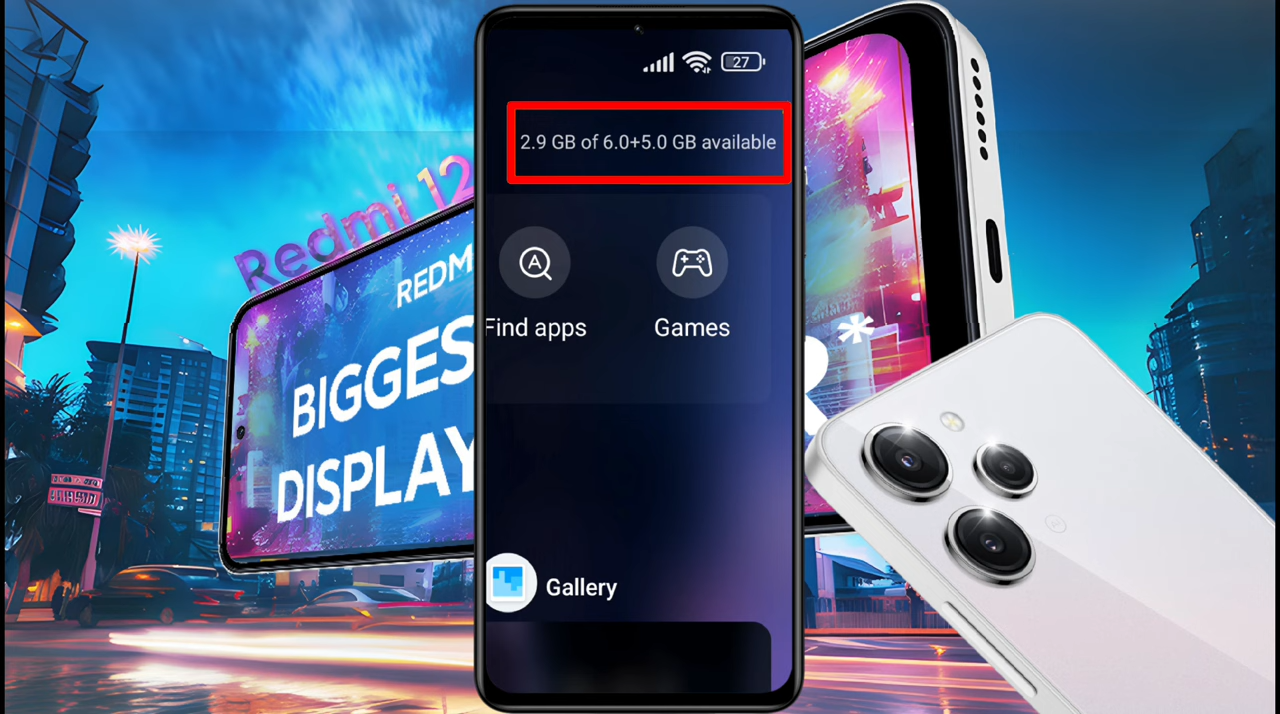 27
2.9 GB of 6.0+5.0 GB available
Redmi 12
REDM
Find apps
Games
BIGGES
DISPLAY
R*
Gallery